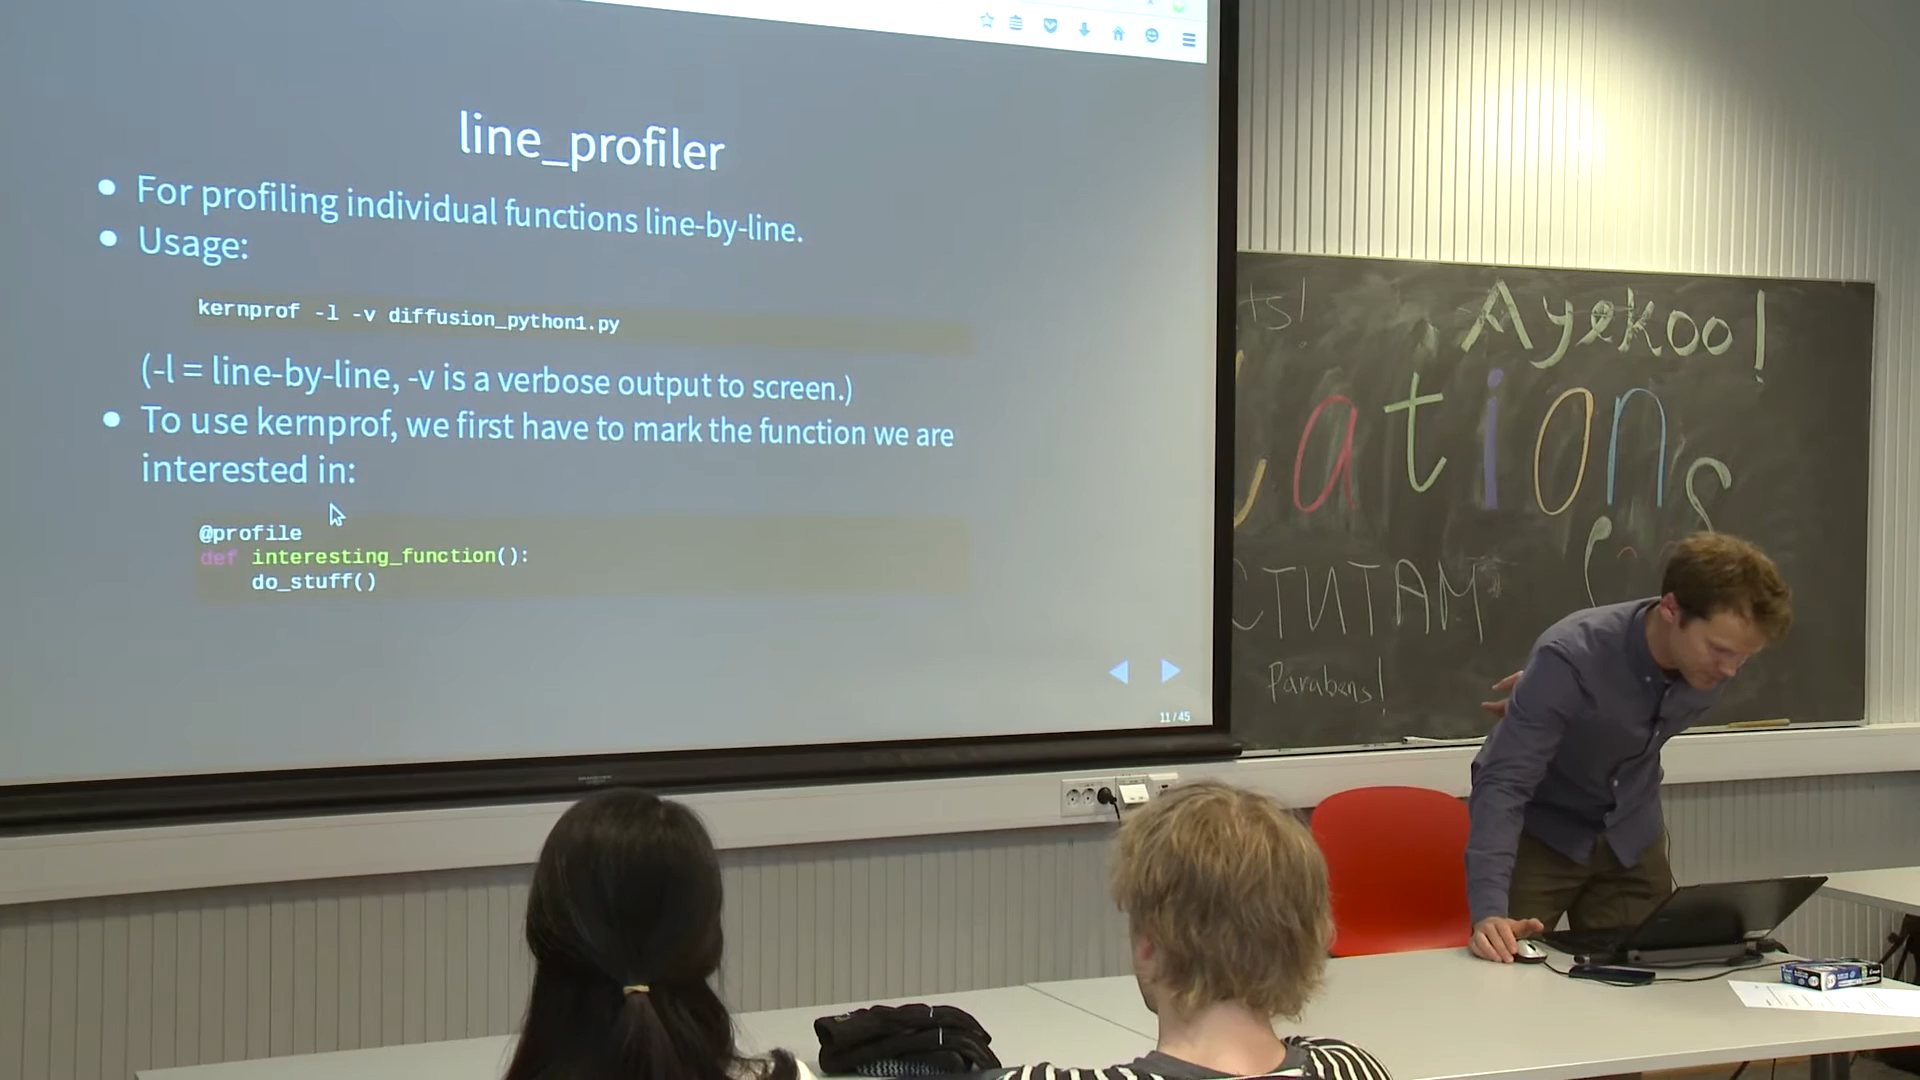 line_profiler
For profiling individual functions line-by-line.
Usage:
kernprof -l -v diffusion_python1.py
(-l = line-by-line, -v is a verbose output to screen.)
To use kernprof, we first have to mark the function we are
interested in:
@profile
def interesting_function():
do_stuff()
11/45
ts!
Ayekoo!
ations
СТИТАМ
Parabens!